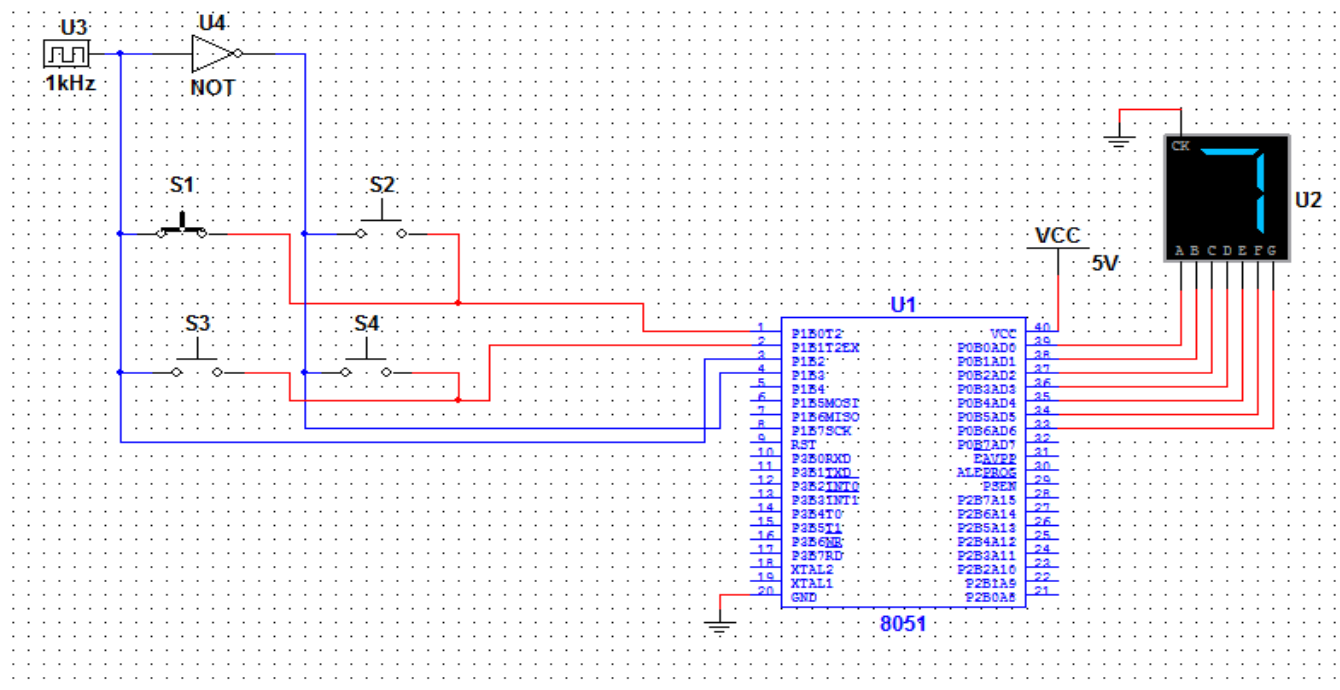 U3
1kHz
U4
NOT
S1
S2
S3
S4
VCC
5V
CK
A B C D E F G
U2
U1
1 P1B0T2
2 P1B1T2EX
3 P1B2
4 P1B3
5 P1B4
6 P1B5MOSI
7 P1B6MISO
8 P1B7SCK
9 RST
10 P3B0RXD
11 P3B1TXD
12 P3B2INT0
13 P3B3INT1
14 P3B4T0
15 P3B5T1
16 P3B6WR
17 P3B7RD
18 XTAL2
19 XTAL1
20 GND
VCC 40
P0B0AD0 39
P0B1AD1 38
P0B2AD2 37
P0B3AD3 36
P0B4AD4 35
P0B5AD5 34
P0B6AD6 33
P0B7AD7 32
EAVPP 31
ALEPROG 30
PSEN 29
P2B7A15 28
P2B6A14 27
P2B5A13 26
P2B4A12 25
P2B3A11 24
P2B2A10 23
P2B1A9 22
P2B0A8 21
8051